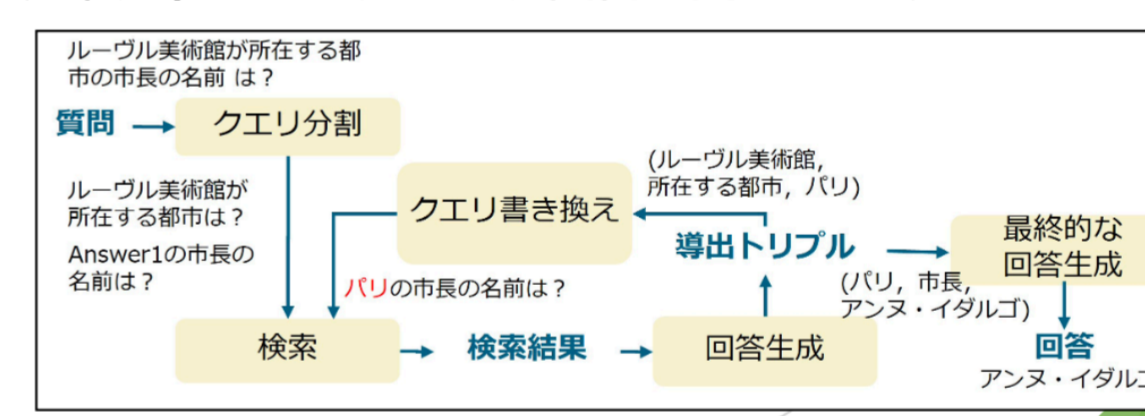 ルーヴル美術館が所在する都
市の市長の名前 は？
質問
クエリ分割
ルーヴル美術館が
所在する都市は？
Answer1の市長の
名前は？
クエリ書き換え
(ルーヴル美術館,
所在する都市, パリ)
パリの市長の名前は？
導出トリプル
最終的な
回答生成
(パリ, 市長,
アンヌ・イダルゴ)
検索
検索結果
回答生成
回答
アンヌ・イダル